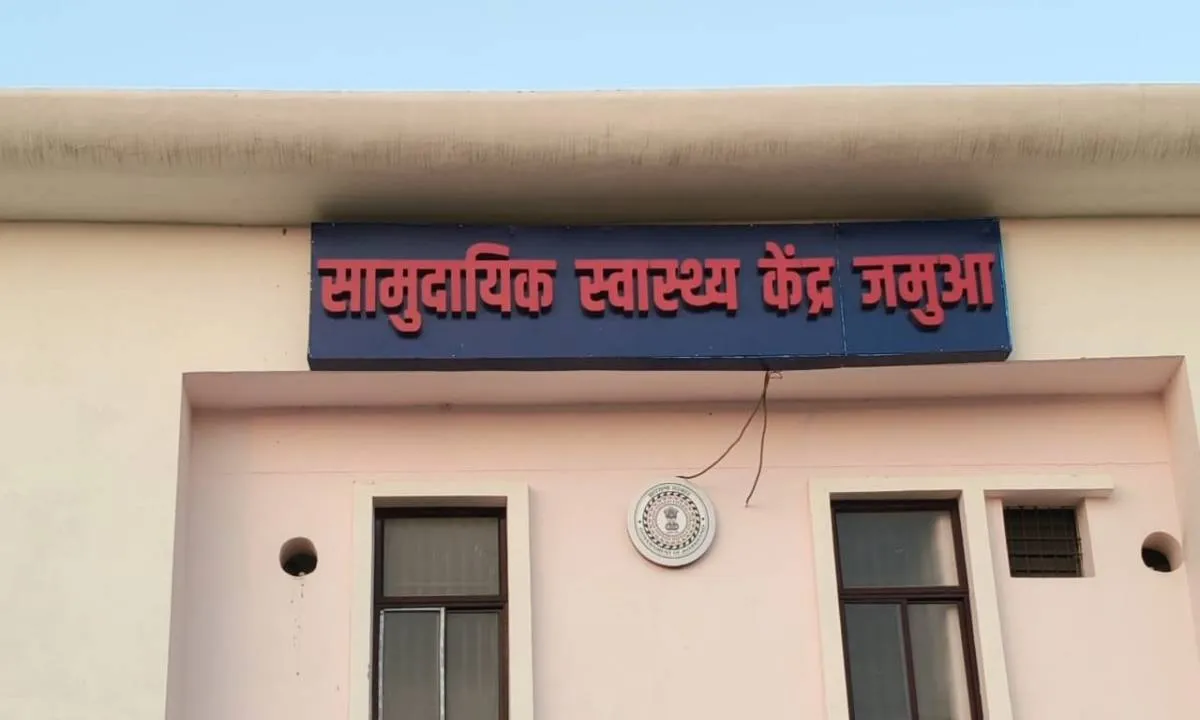 सामुदायिक स्वास्थ्य केंद्र जमुआ